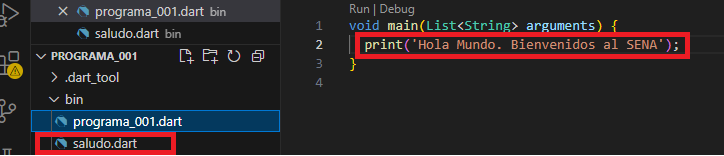 programa_001.dart bin
saludo.dart bin
PROGRAMA_001
.dart_tool
bin
programa_001.dart
saludo.dart
Run | Debug
1 void main(List<String> arguments) {
2 print('Hola Mundo. Bienvenidos al SENA');
3 }
4